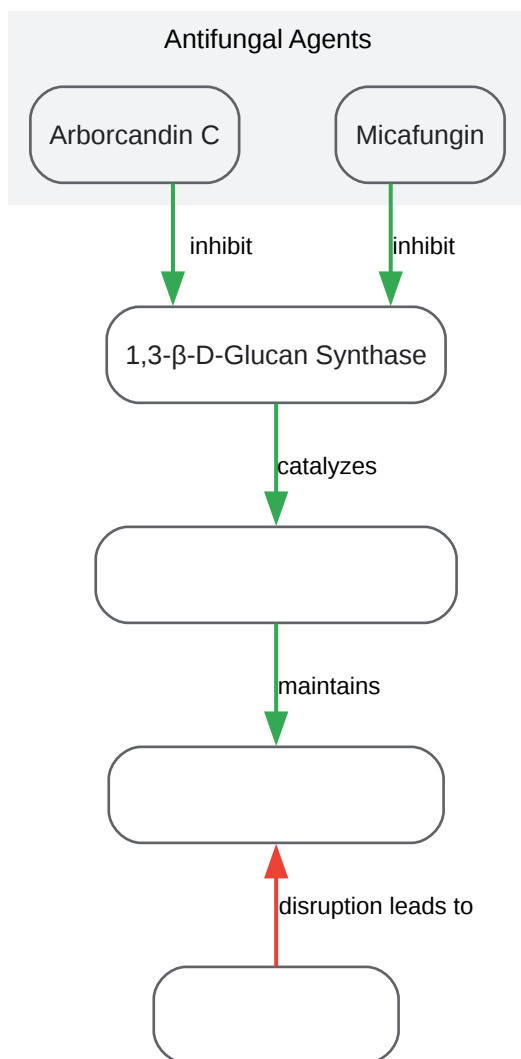 Antifungal Agents
Arborcandin C
Micafungin
inhibit
inhibit
1,3-β-D-Glucan Synthase
catalyzes
maintains
disruption leads to